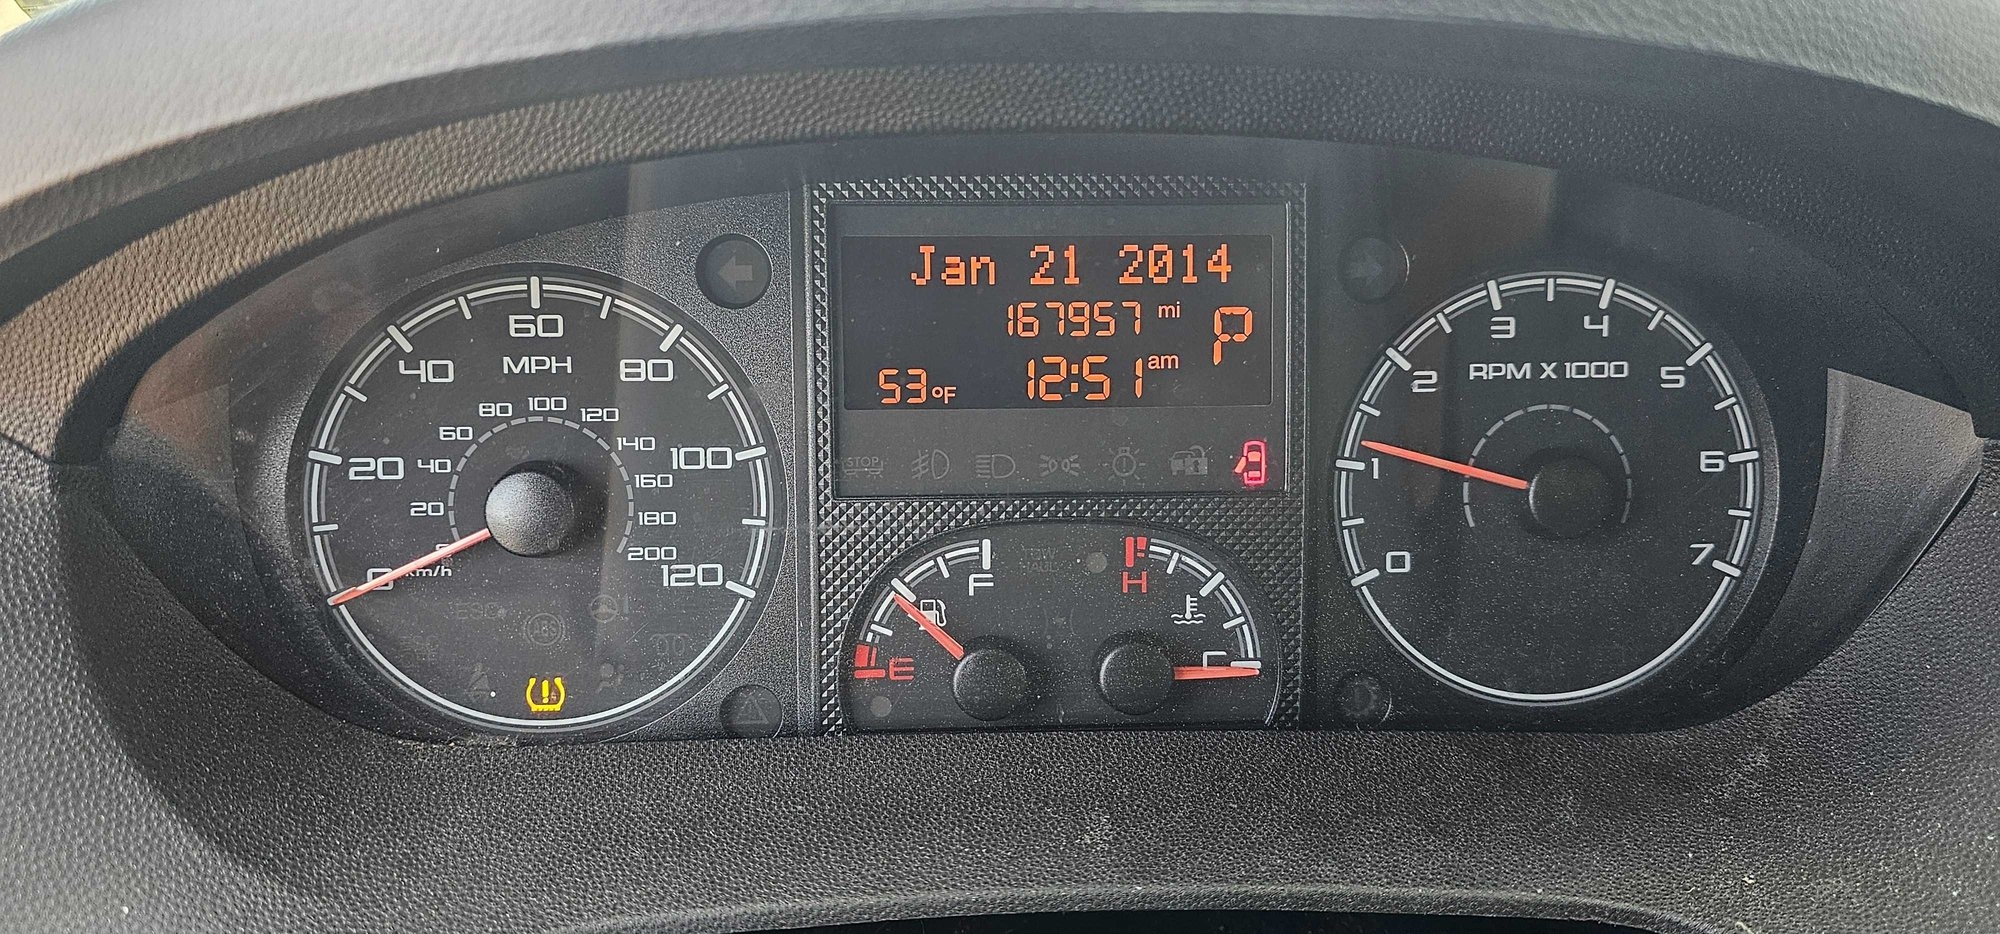 Jan 21 2014
167957 mi
P
53°F 12:51 am
STOP
0 20 40 60 80 100 120
MPH
0 20 40 60 80 100 120 140 160 180 200
km/h
F
E
H
C
0 1 2 3 4 5 6 7
RPM X 1000